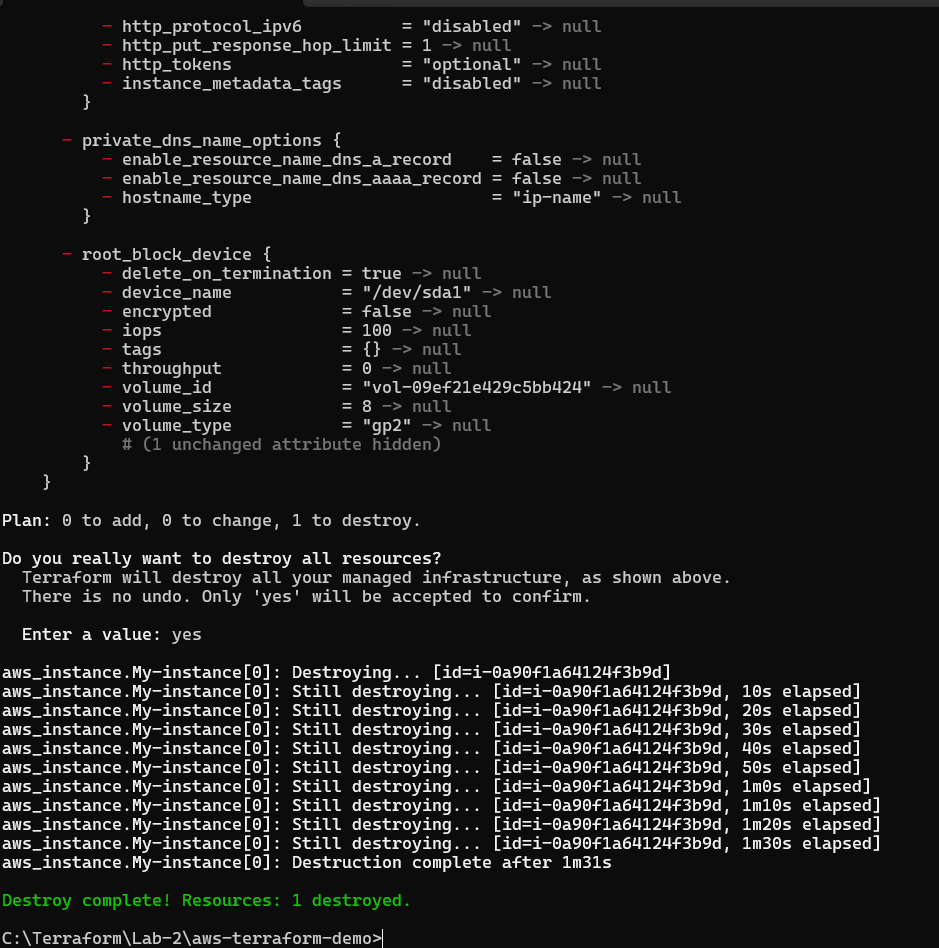 - http_protocol_ipv6          = "disabled" -> null
- http_put_response_hop_limit = 1 -> null
- http_tokens                 = "optional" -> null
- instance_metadata_tags      = "disabled" -> null
}
- private_dns_name_options {
- enable_resource_name_dns_a_record    = false -> null
- enable_resource_name_dns_aaaa_record = false -> null
- hostname_type                        = "ip-name" -> null
}
- root_block_device {
- delete_on_termination = true -> null
- device_name           = "/dev/sda1" -> null
- encrypted             = false -> null
- iops                  = 100 -> null
- tags                  = {} -> null
- throughput            = 0 -> null
- volume_id             = "vol-09ef21e429c5bb424" -> null
- volume_size           = 8 -> null
- volume_type           = "gp2" -> null
# (1 unchanged attribute hidden)
}
}
Plan: 0 to add, 0 to change, 1 to destroy.
Do you really want to destroy all resources?
Terraform will destroy all your managed infrastructure, as shown above.
There is no undo. Only 'yes' will be accepted to confirm.
Enter a value: yes
aws_instance.My-instance[0]: Destroying... [id=i-0a90f1a64124f3b9d]
aws_instance.My-instance[0]: Still destroying... [id=i-0a90f1a64124f3b9d, 10s elapsed]
aws_instance.My-instance[0]: Still destroying... [id=i-0a90f1a64124f3b9d, 20s elapsed]
aws_instance.My-instance[0]: Still destroying... [id=i-0a90f1a64124f3b9d, 30s elapsed]
aws_instance.My-instance[0]: Still destroying... [id=i-0a90f1a64124f3b9d, 40s elapsed]
aws_instance.My-instance[0]: Still destroying... [id=i-0a90f1a64124f3b9d, 50s elapsed]
aws_instance.My-instance[0]: Still destroying... [id=i-0a90f1a64124f3b9d, 1m0s elapsed]
aws_instance.My-instance[0]: Still destroying... [id=i-0a90f1a64124f3b9d, 1m10s elapsed]
aws_instance.My-instance[0]: Still destroying... [id=i-0a90f1a64124f3b9d, 1m20s elapsed]
aws_instance.My-instance[0]: Still destroying... [id=i-0a90f1a64124f3b9d, 1m30s elapsed]
aws_instance.My-instance[0]: Destruction complete after 1m31s
Destroy complete! Resources: 1 destroyed.
C:\Terraform\Lab-2\aws-terraform-demo>